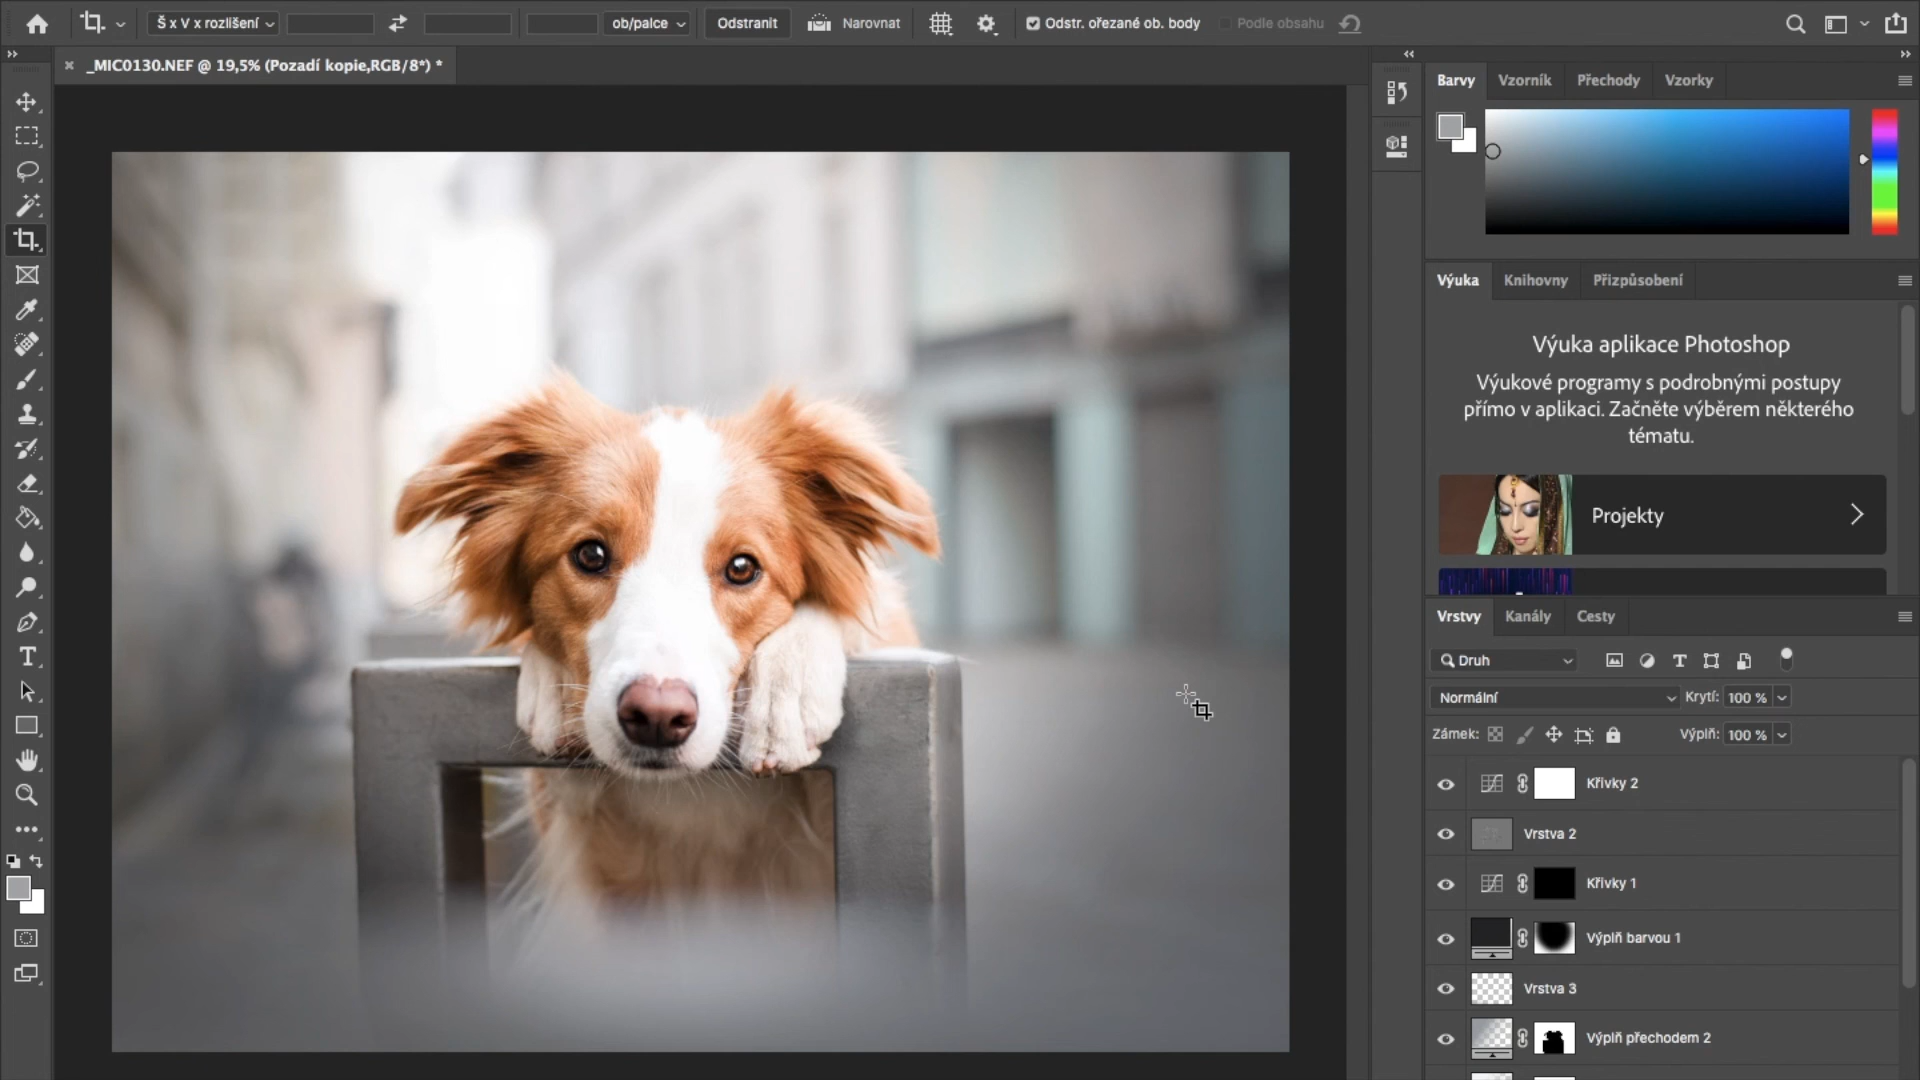 Š x V x rozlišení
ob/palce
Odstranit
Narovnat
Odstr. ořezané ob. body
Podle obsahu
_MIC0130.NEF @ 19,5% (Pozadí kopie,RGB/8*) *
Barvy
Vzorník
Přechody
Vzorky
Výuka
Knihovny
Přizpůsobení
Výuka aplikace Photoshop
Výukové programy s podrobnými postupy
přímo v aplikaci. Začněte výběrem některého
tématu.
Projekty
Vrstvy
Kanály
Cesty
Druh
Normální
Krytí: 100 %
Zámek:
Výplň: 100 %
Křivky 2
Vrstva 2
Křivky 1
Výplň barvou 1
Vrstva 3
Výplň přechodem 2